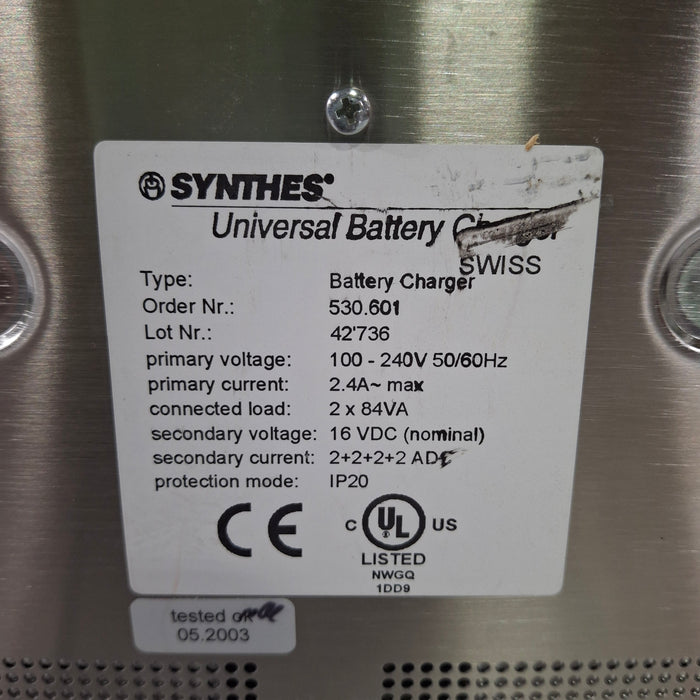 SYNTHES®
Universal Battery Charger
SWISS
Type: Battery Charger
Order Nr.: 530.601
Lot Nr.: 42'736
primary voltage: 100 - 240V 50/60Hz
primary current: 2.4A~ max
connected load: 2 x 84VA
secondary voltage: 16 VDC (nominal)
secondary current: 2+2+2+2 ADC
protection mode: IP20
CE
C UL US
LISTED
NWGQ
1DD9
tested ok
05.2003